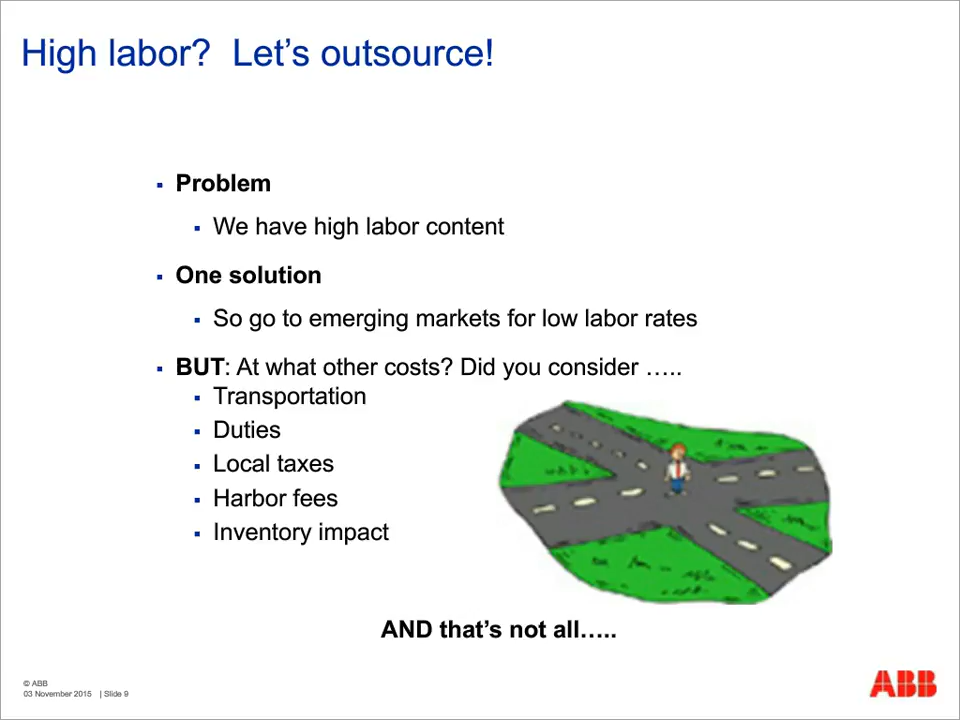 High labor?  Let's outsource!
▪ Problem
▪ We have high labor content
▪ One solution
▪ So go to emerging markets for low labor rates
▪ BUT: At what other costs? Did you consider …..
▪ Transportation
▪ Duties
▪ Local taxes
▪ Harbor fees
▪ Inventory impact
AND that's not all…..
© ABB
03 November 2015 | Slide 9
ABB